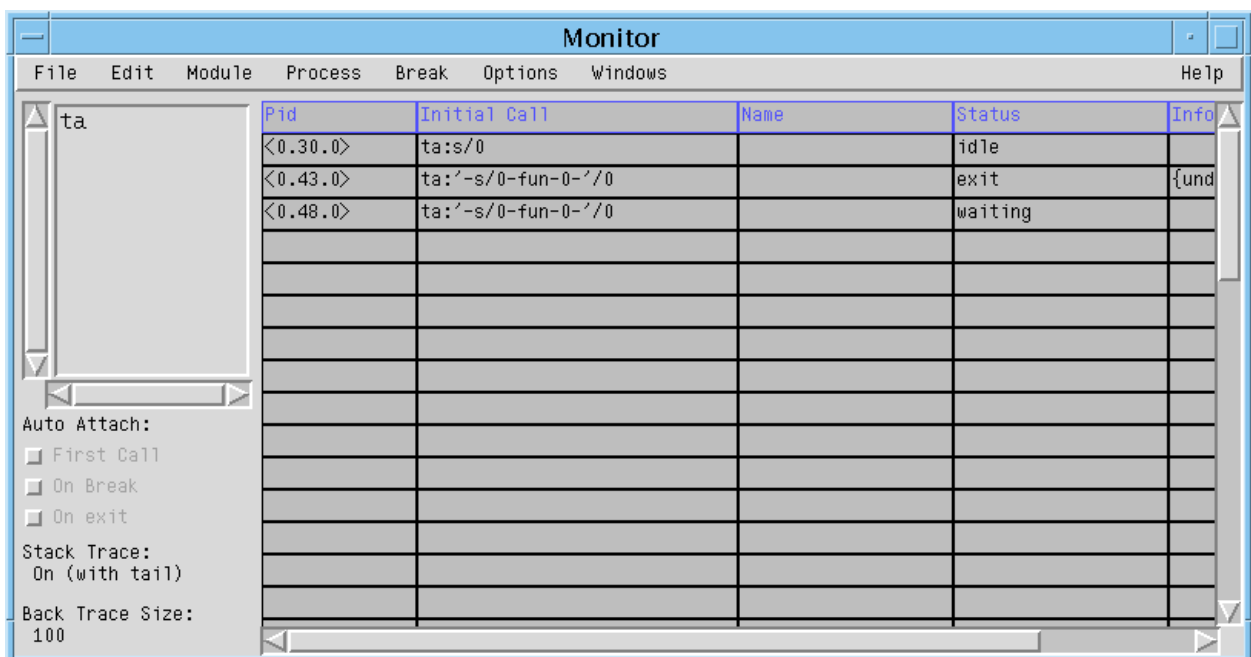 Monitor
File Edit Module Process Break Options Windows Help
ta
Pid Initial Call Name Status Info
<0.30.0> ta:s/0 idle
<0.43.0> ta:'-s/0-fun-0-'/0 exit {und
<0.48.0> ta:'-s/0-fun-0-'/0 waiting
Auto Attach:
First Call
On Break
On exit
Stack Trace:
On (with tail)
Back Trace Size:
100